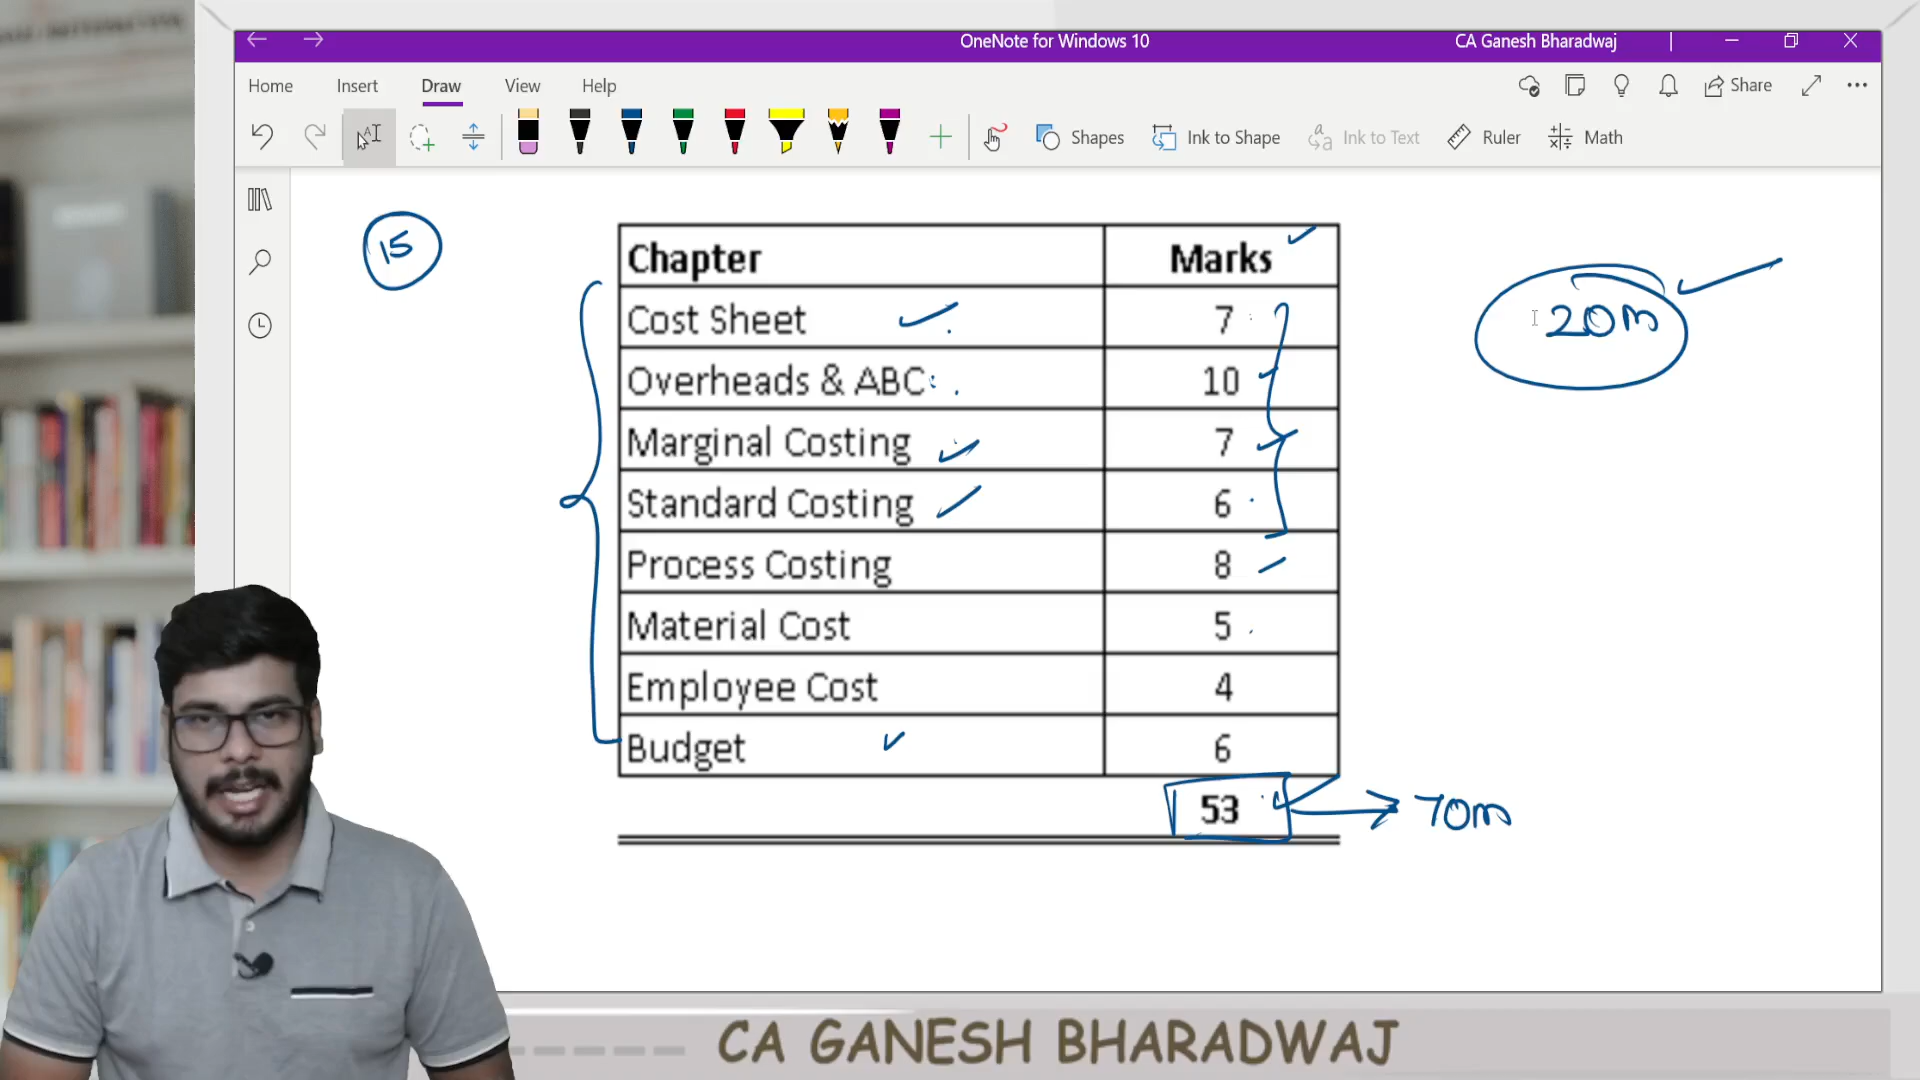 OneNote for Windows 10
CA Ganesh Bharadwaj
Home Insert Draw View Help
Share
Shapes
Ink to Shape
Ink to Text
Ruler
Math
15
Chapter Marks
Cost Sheet 7
Overheads & ABC 10
Marginal Costing 7
Standard Costing 6
Process Costing 8
Material Cost 5
Employee Cost 4
Budget 6
53
20m
70m
CA GANESH BHARADWAJ